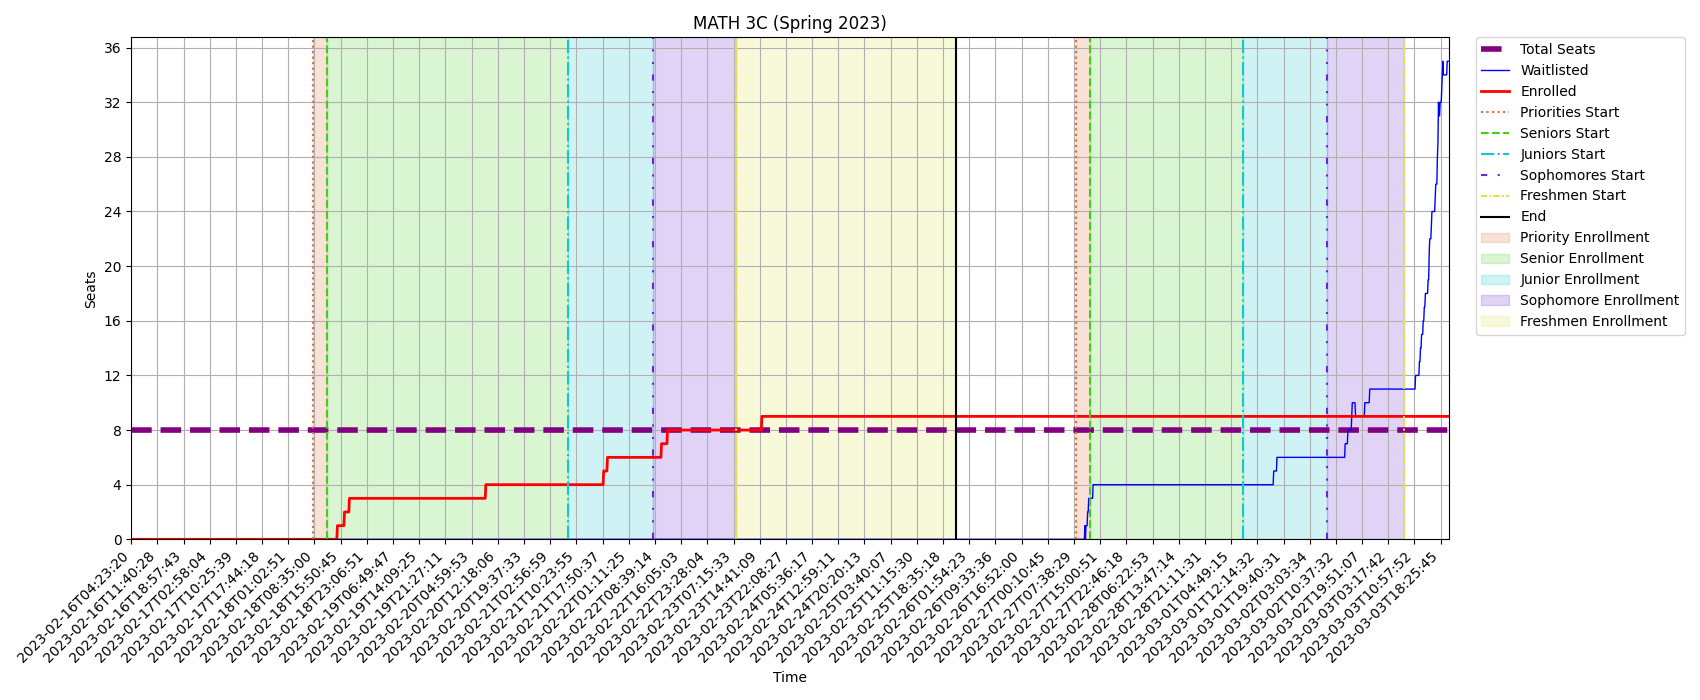 MATH 3C (Spring 2023)
36
32
28
24
20
16
12
8
4
0
Seats
2023-02-16T04:23:20
2023-02-16T11:40:28
2023-02-16T18:57:43
2023-02-17T02:58:04
2023-02-17T10:25:39
2023-02-17T17:44:18
2023-02-18T01:02:51
2023-02-18T08:35:00
2023-02-18T15:50:45
2023-02-18T23:06:51
2023-02-19T06:49:47
2023-02-19T14:09:25
2023-02-19T21:27:11
2023-02-20T04:59:53
2023-02-20T12:18:06
2023-02-20T19:37:33
2023-02-21T02:56:59
2023-02-21T10:23:55
2023-02-21T17:50:37
2023-02-22T01:11:25
2023-02-22T08:39:14
2023-02-22T16:05:03
2023-02-22T23:28:04
2023-02-23T07:15:33
2023-02-23T14:41:09
2023-02-23T22:08:27
2023-02-24T05:36:17
2023-02-24T12:59:11
2023-02-24T20:20:13
2023-02-25T03:40:07
2023-02-25T11:15:30
2023-02-25T18:35:18
2023-02-26T01:54:23
2023-02-26T09:33:36
2023-02-26T16:52:00
2023-02-27T00:10:45
2023-02-27T07:38:29
2023-02-27T15:00:51
2023-02-27T22:46:18
2023-02-28T06:22:53
2023-02-28T13:47:14
2023-02-28T21:11:31
2023-03-01T04:49:15
2023-03-01T12:14:32
2023-03-01T19:40:31
2023-03-02T03:03:34
2023-03-02T10:37:32
2023-03-02T19:51:07
2023-03-03T03:17:42
2023-03-03T10:57:52
2023-03-03T18:25:45
Time
Total Seats
Waitlisted
Enrolled
Priorities Start
Seniors Start
Juniors Start
Sophomores Start
Freshmen Start
End
Priority Enrollment
Senior Enrollment
Junior Enrollment
Sophomore Enrollment
Freshmen Enrollment